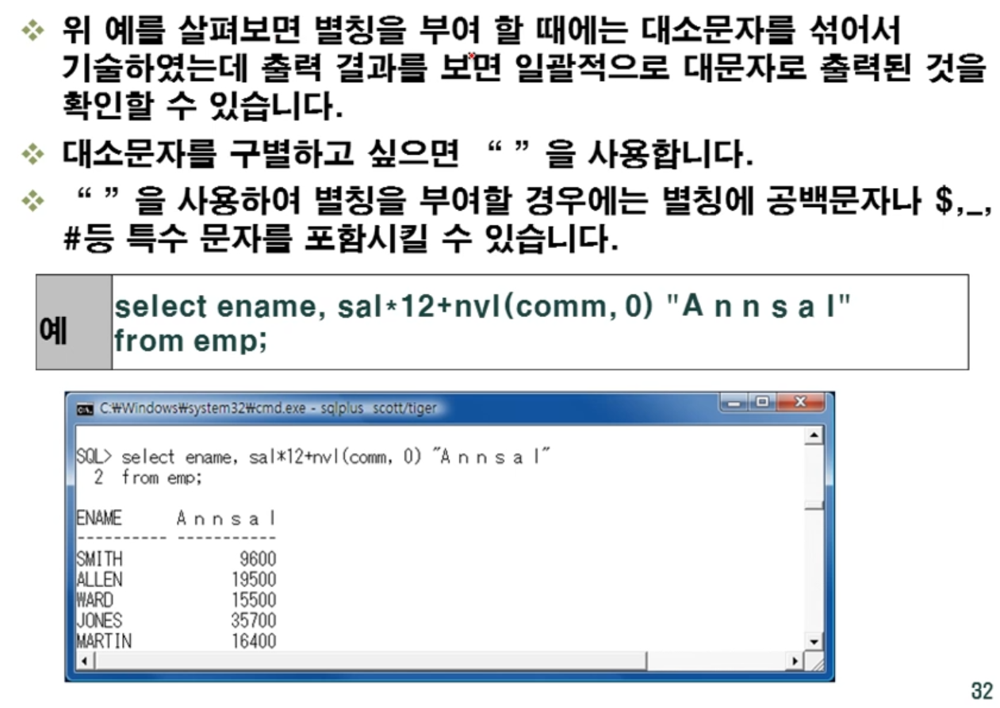 위 예를 살펴보면 별칭을 부여 할 때에는 대소문자를 섞어서
기술하였는데 출력 결과를 보면 일괄적으로 대문자로 출력된 것을
확인할 수 있습니다.
대소문자를 구별하고 싶으면 “ ” 을 사용합니다.
“ ” 을 사용하여 별칭을 부여할 경우에는 별칭에 공백문자나 $,_,
#등 특수 문자를 포함시킬 수 있습니다.
예
select ename, sal*12+nvl(comm, 0) "A n n s a l"
from emp;
C:₩Windows₩system32₩cmd.exe - sqlplus scott/tiger
SQL> select ename, sal*12+nvl(comm, 0) "A n n s a l"
2 from emp;
ENAME A n n s a l
---------- -----------
SMITH 9600
ALLEN 19500
WARD 15500
JONES 35700
MARTIN 16400
32